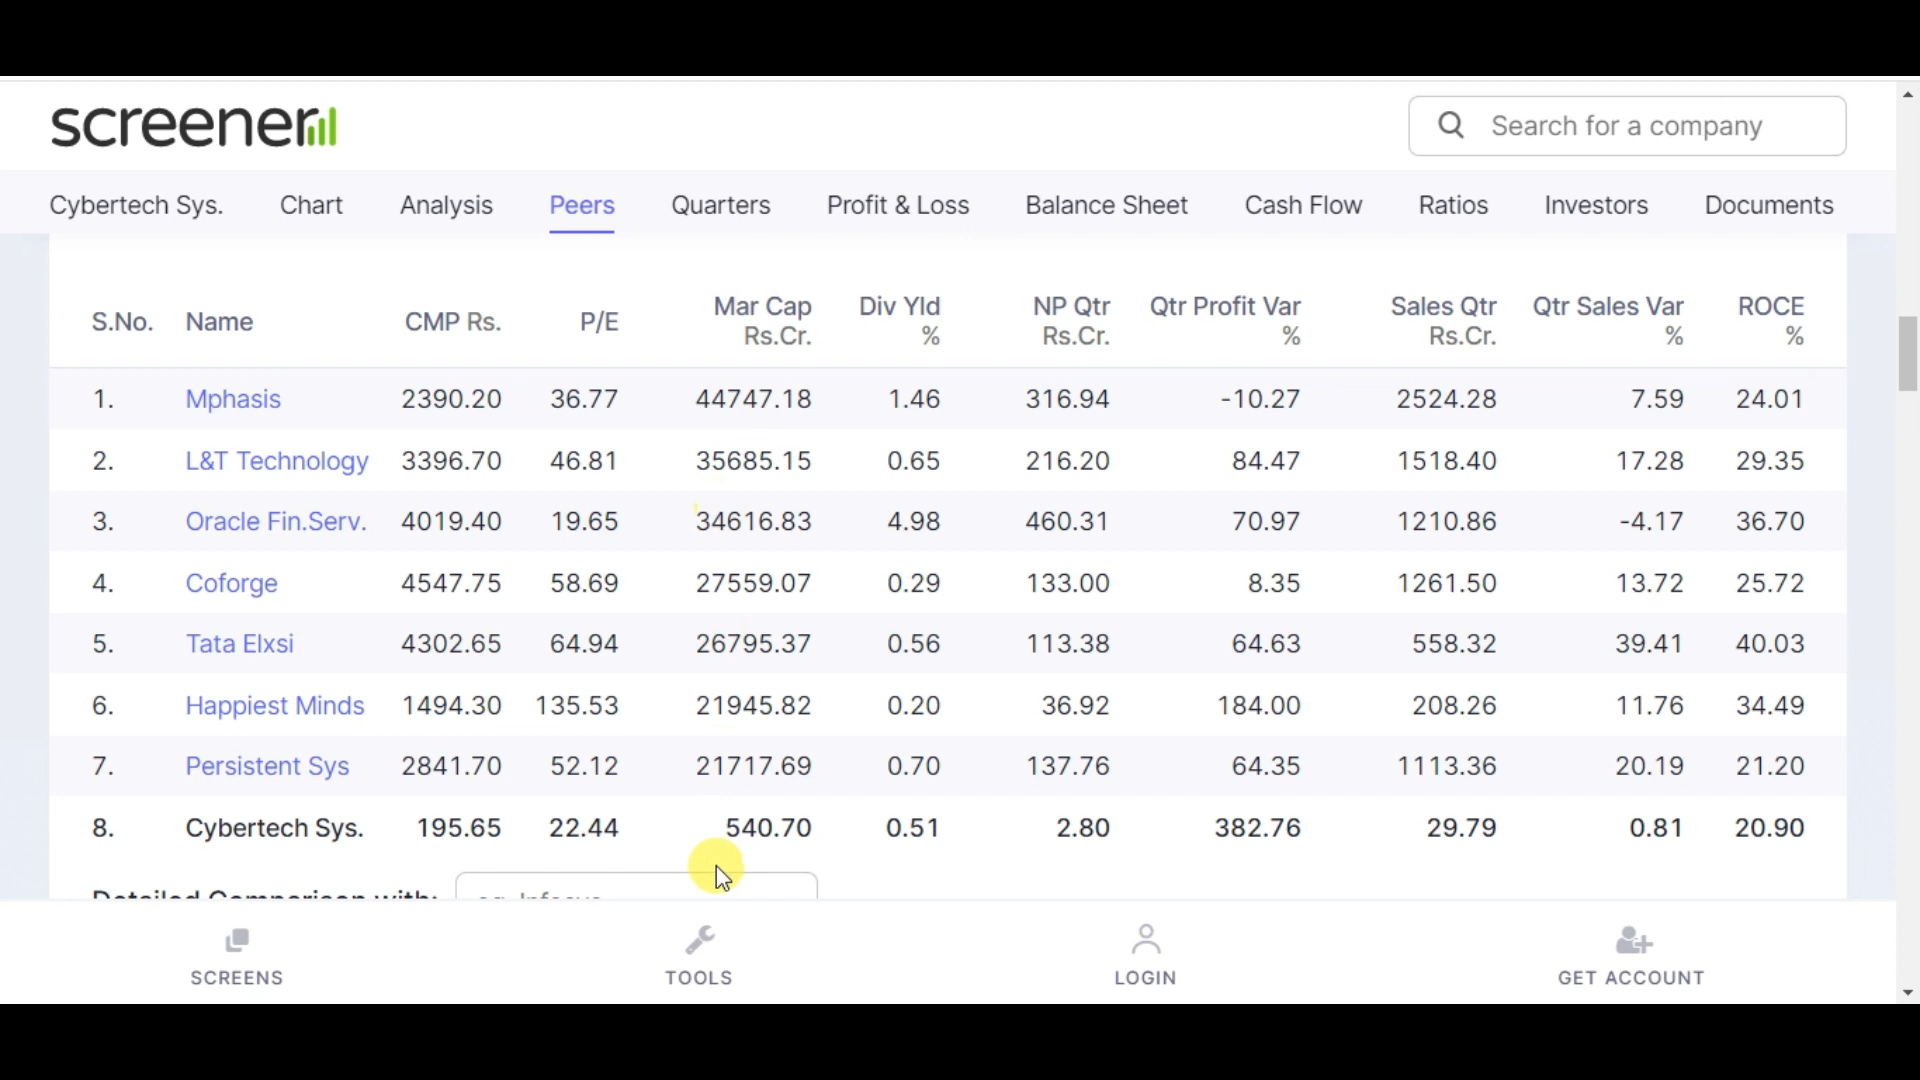 screener
Search for a company
Cybertech Sys. Chart Analysis Peers Quarters Profit & Loss Balance Sheet Cash Flow Ratios Investors Documents
S.No. Name CMP Rs. P/E Mar Cap Rs.Cr. Div Yld % NP Qtr Rs.Cr. Qtr Profit Var % Sales Qtr Rs.Cr. Qtr Sales Var % ROCE %
1. Mphasis 2390.20 36.77 44747.18 1.46 316.94 -10.27 2524.28 7.59 24.01
2. L&T Technology 3396.70 46.81 35685.15 0.65 216.20 84.47 1518.40 17.28 29.35
3. Oracle Fin.Serv. 4019.40 19.65 34616.83 4.98 460.31 70.97 1210.86 -4.17 36.70
4. Coforge 4547.75 58.69 27559.07 0.29 133.00 8.35 1261.50 13.72 25.72
5. Tata Elxsi 4302.65 64.94 26795.37 0.56 113.38 64.63 558.32 39.41 40.03
6. Happiest Minds 1494.30 135.53 21945.82 0.20 36.92 184.00 208.26 11.76 34.49
7. Persistent Sys 2841.70 52.12 21717.69 0.70 137.76 64.35 1113.36 20.19 21.20
8. Cybertech Sys. 195.65 22.44 540.70 0.51 2.80 382.76 29.79 0.81 20.90
Detailed Comparison with: eg. Infosys
SCREENS TOOLS LOGIN GET ACCOUNT